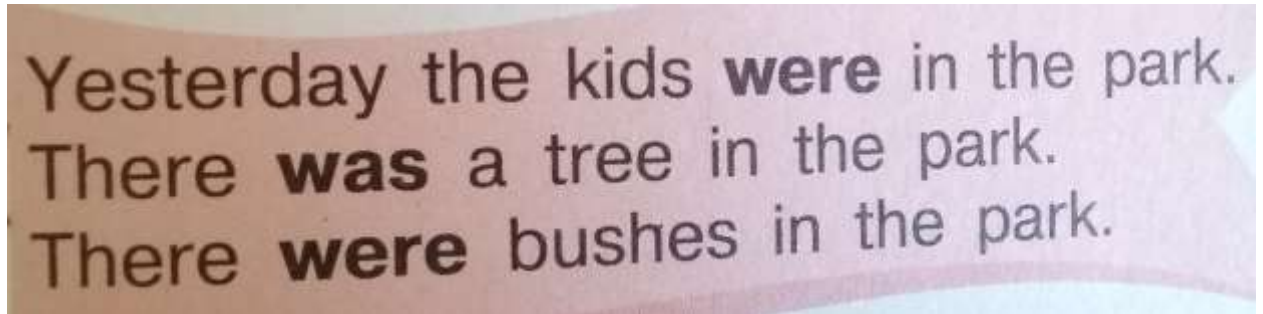 Yesterday the kids were in the park.
There was a tree in the park.
There were bushes in the park.